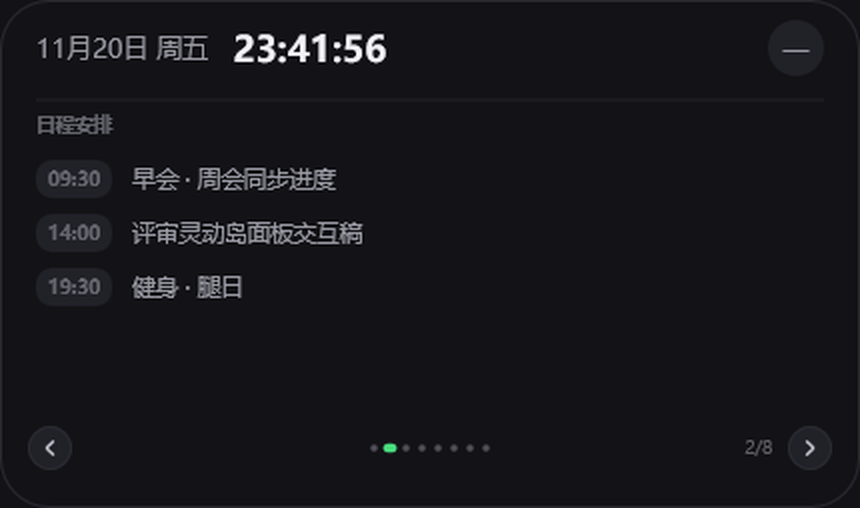 11月20日 周五 23:41:56
日程安排
09:30 早会 · 周会同步进度
14:00 评审灵动岛面板交互稿
19:30 健身 · 腿日
2/8